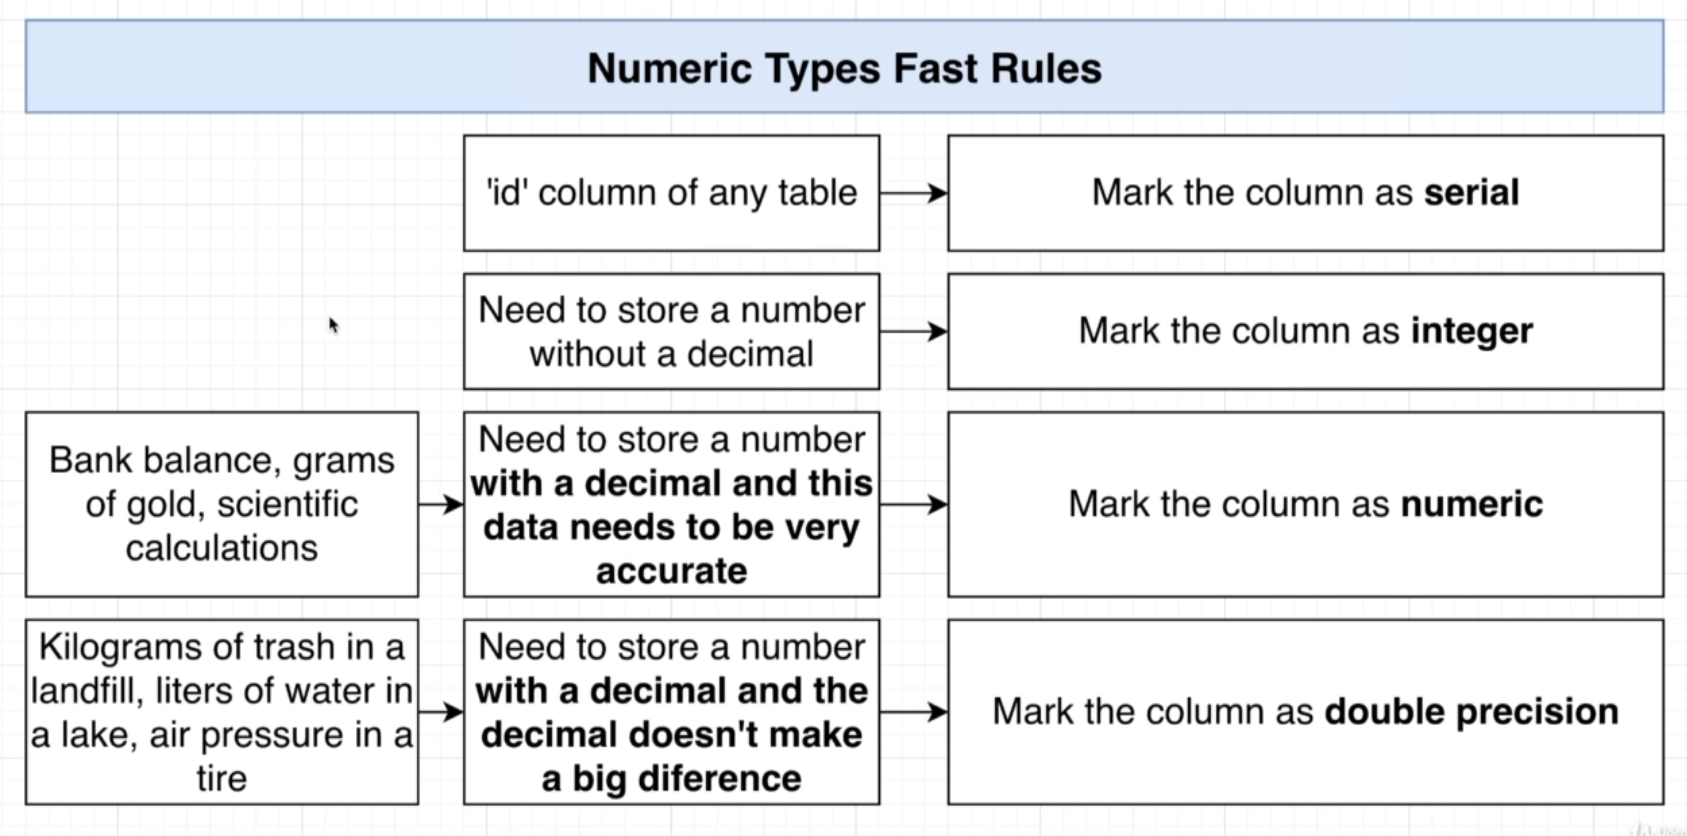 Numeric Types Fast Rules
'id' column of any table
Mark the column as serial
Need to store a number
without a decimal
Mark the column as integer
Bank balance, grams
of gold, scientific
calculations
Need to store a number
with a decimal and this
data needs to be very
accurate
Mark the column as numeric
Kilograms of trash in a
landfill, liters of water in
a lake, air pressure in a
tire
Need to store a number
with a decimal and the
decimal doesn't make
a big diference
Mark the column as double precision